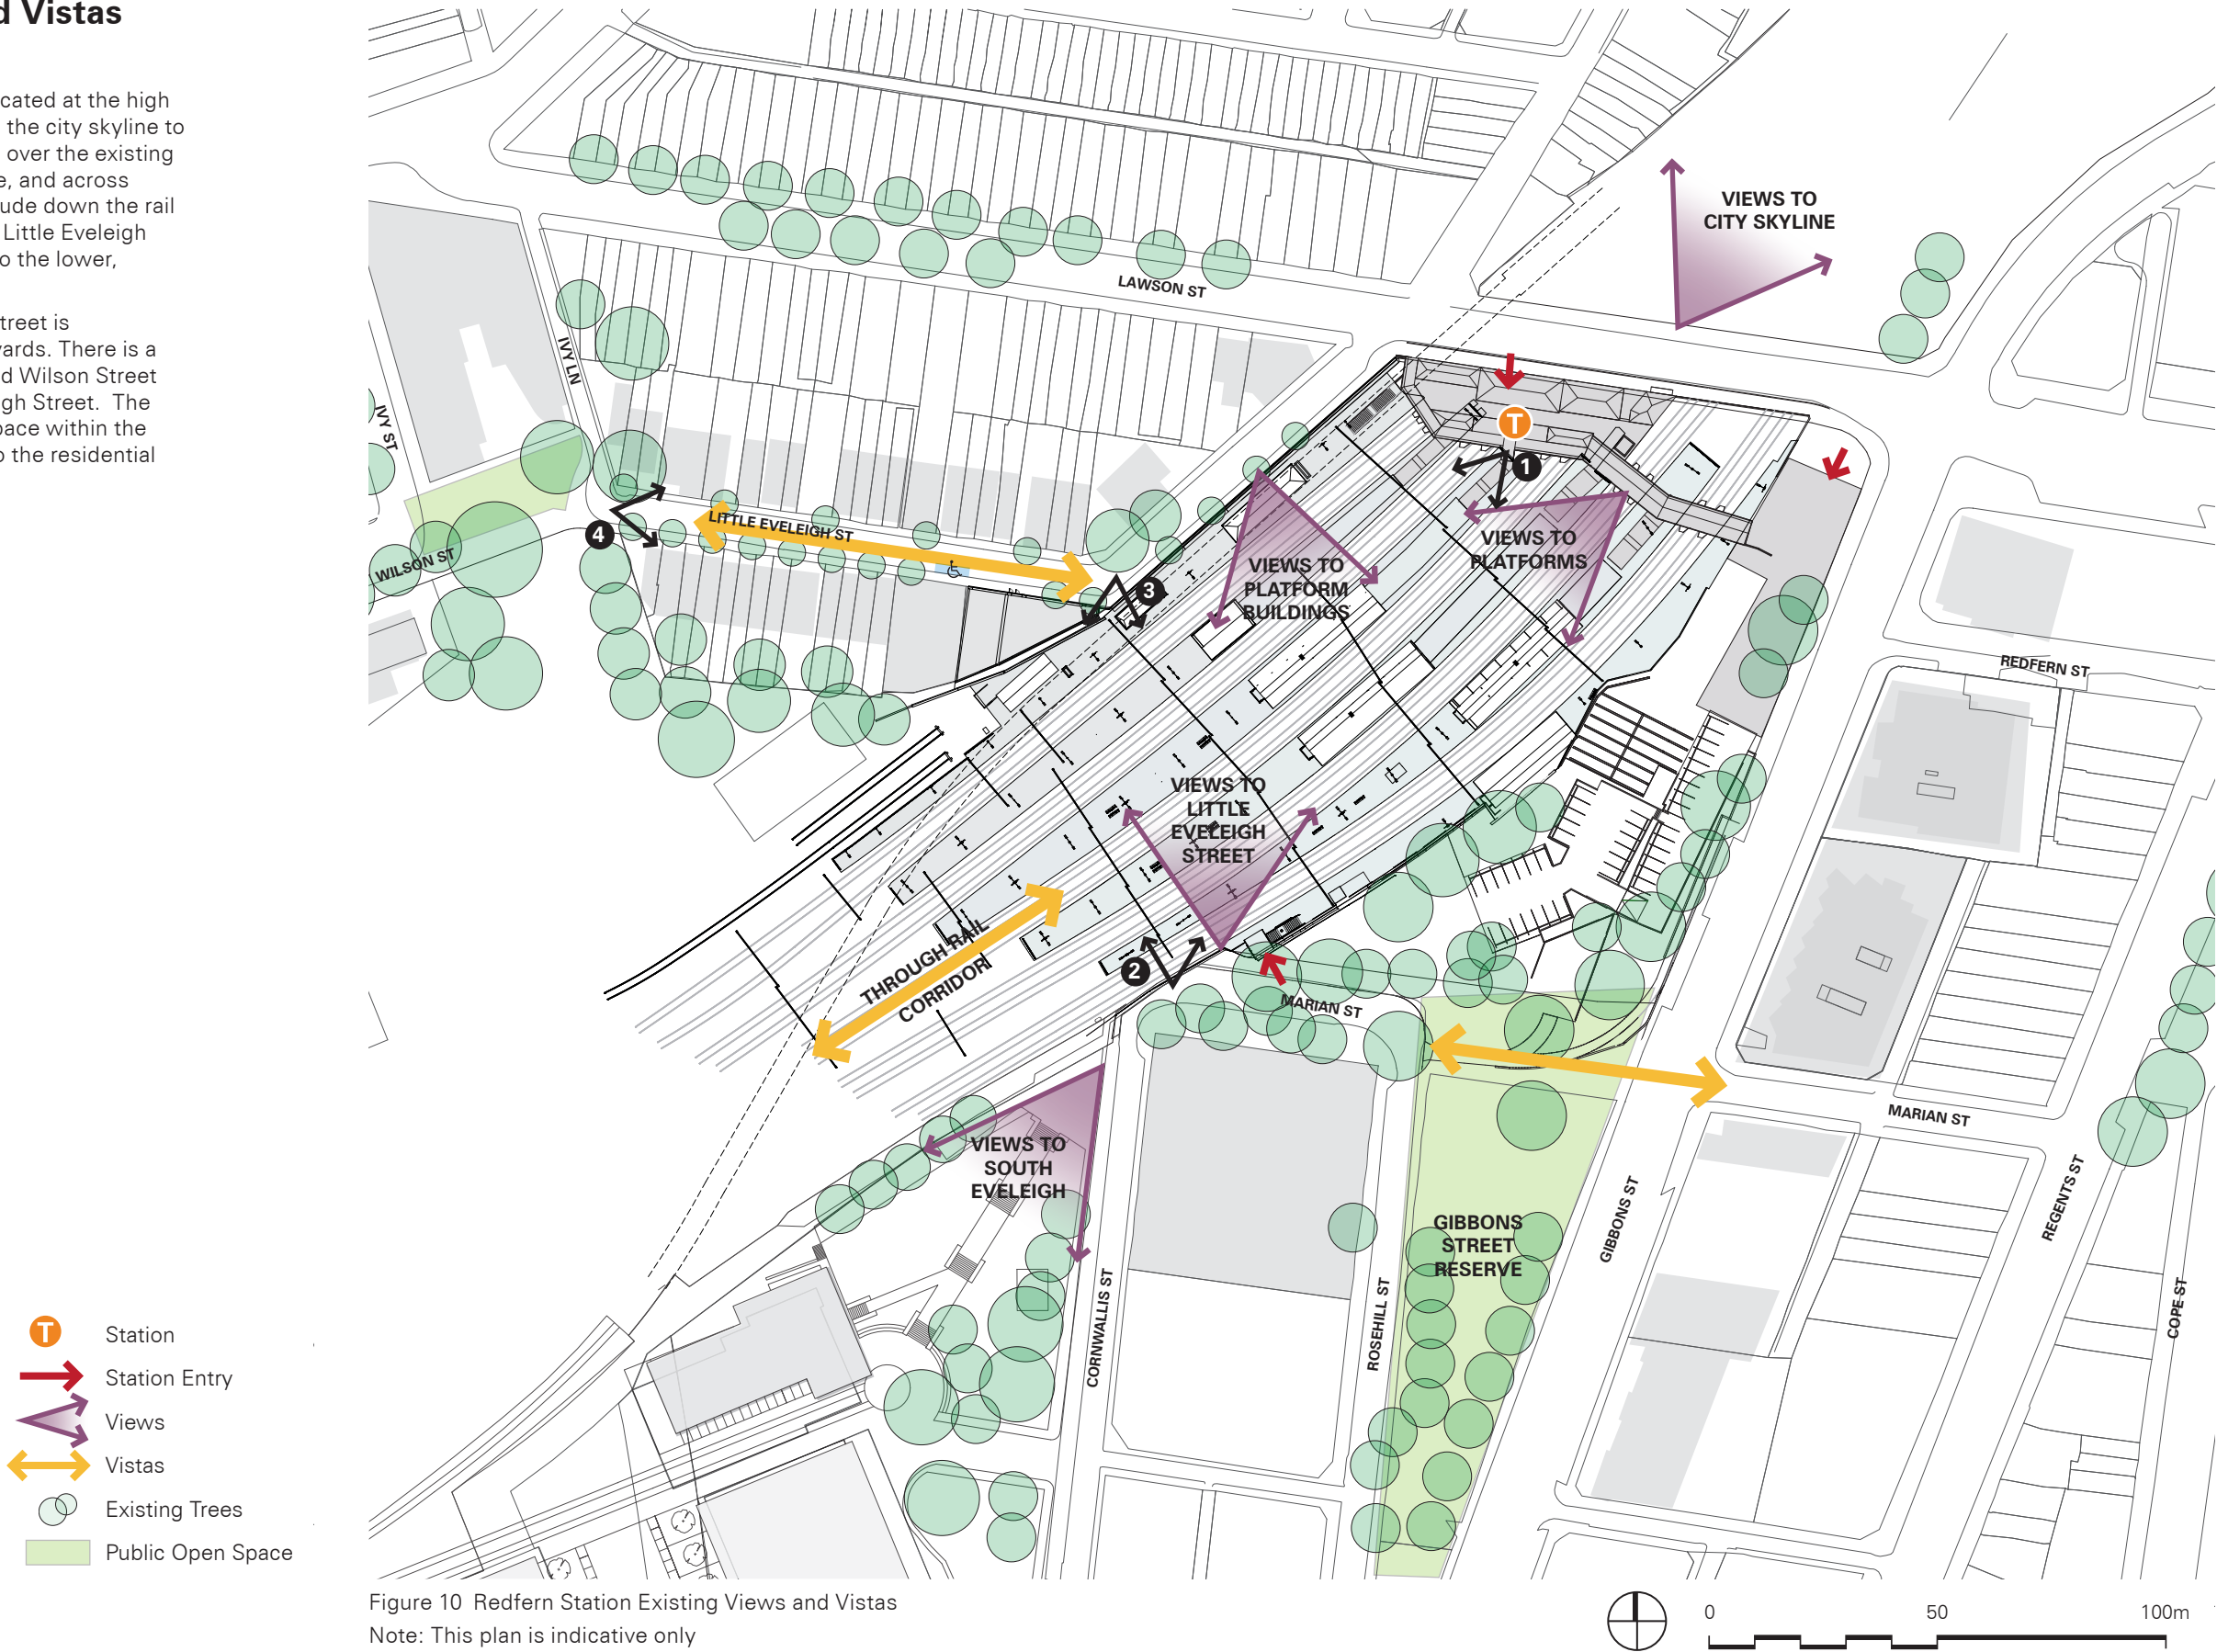 d Vistas
cated at the high
the city skyline to
over the existing
e, and across
ude down the rail
Little Eveleigh
o the lower,
treet is
yards. There is a
d Wilson Street
gh Street. The
pace within the
o the residential
T Station
Station Entry
Views
Vistas
Existing Trees
Public Open Space
VIEWS TO
CITY SKYLINE
LAWSON ST
IVY LN
IVY ST
T
1
4
LITTLE EVELEIGH ST
WILSON ST
3
VIEWS TO
PLATFORM
BUILDINGS
VIEWS TO
PLATFORMS
REDFERN ST
VIEWS TO
LITTLE
EVELEIGH
STREET
THROUGH RAIL
CORRIDOR
2
MARIAN ST
MARIAN ST
VIEWS TO
SOUTH
EVELEIGH
GIBBONS
STREET
RESERVE
CORNWALLIS ST
ROSEHILL ST
GIBBONS ST
REGENTS ST
COPE ST
Figure 10 Redfern Station Existing Views and Vistas
Note: This plan is indicative only
0 50 100m